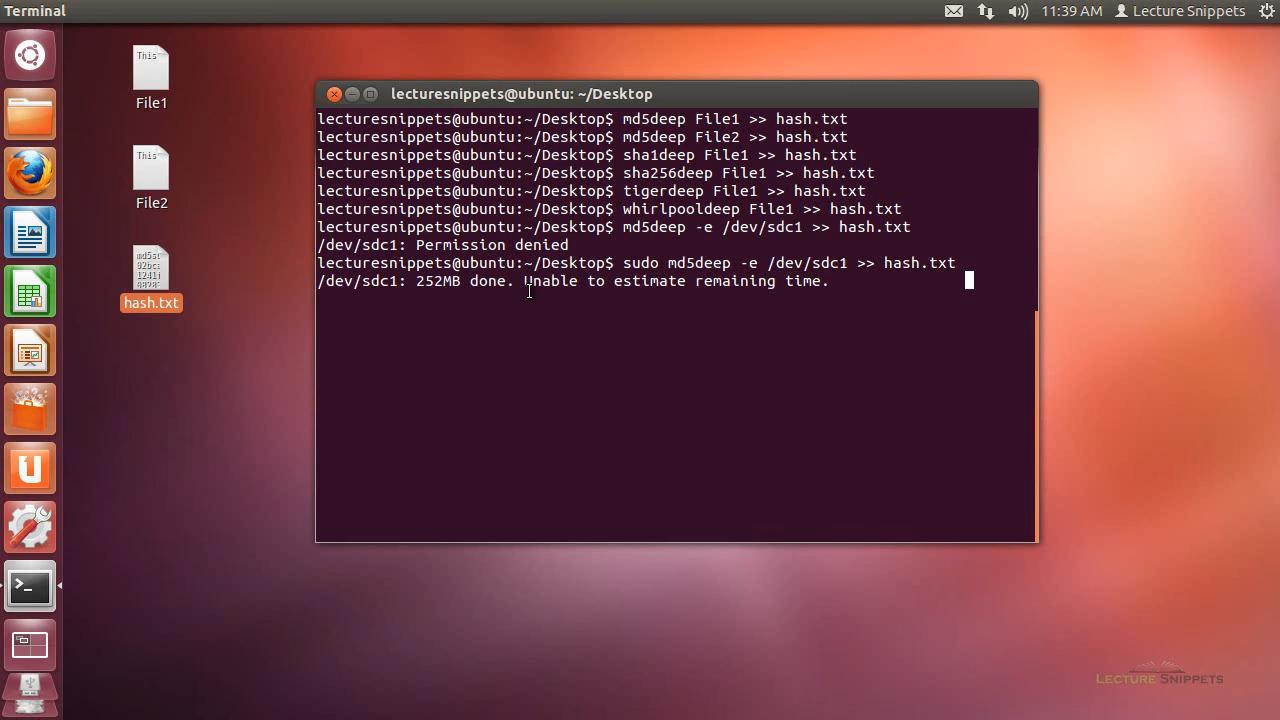 Terminal
11:39 AM
Lecture Snippets
This
File1
This
File2
hash.txt
lecturesnippets@ubuntu: ~/Desktop
lecturesnippets@ubuntu:~/Desktop$ md5deep File1 >> hash.txt
lecturesnippets@ubuntu:~/Desktop$ md5deep File2 >> hash.txt
lecturesnippets@ubuntu:~/Desktop$ sha1deep File1 >> hash.txt
lecturesnippets@ubuntu:~/Desktop$ sha256deep File1 >> hash.txt
lecturesnippets@ubuntu:~/Desktop$ tigerdeep File1 >> hash.txt
lecturesnippets@ubuntu:~/Desktop$ whirlpooldeep File1 >> hash.txt
lecturesnippets@ubuntu:~/Desktop$ md5deep -e /dev/sdc1 >> hash.txt
/dev/sdc1: Permission denied
lecturesnippets@ubuntu:~/Desktop$ sudo md5deep -e /dev/sdc1 >> hash.txt
/dev/sdc1: 252MB done. Unable to estimate remaining time.
LECTURE SNIPPETS